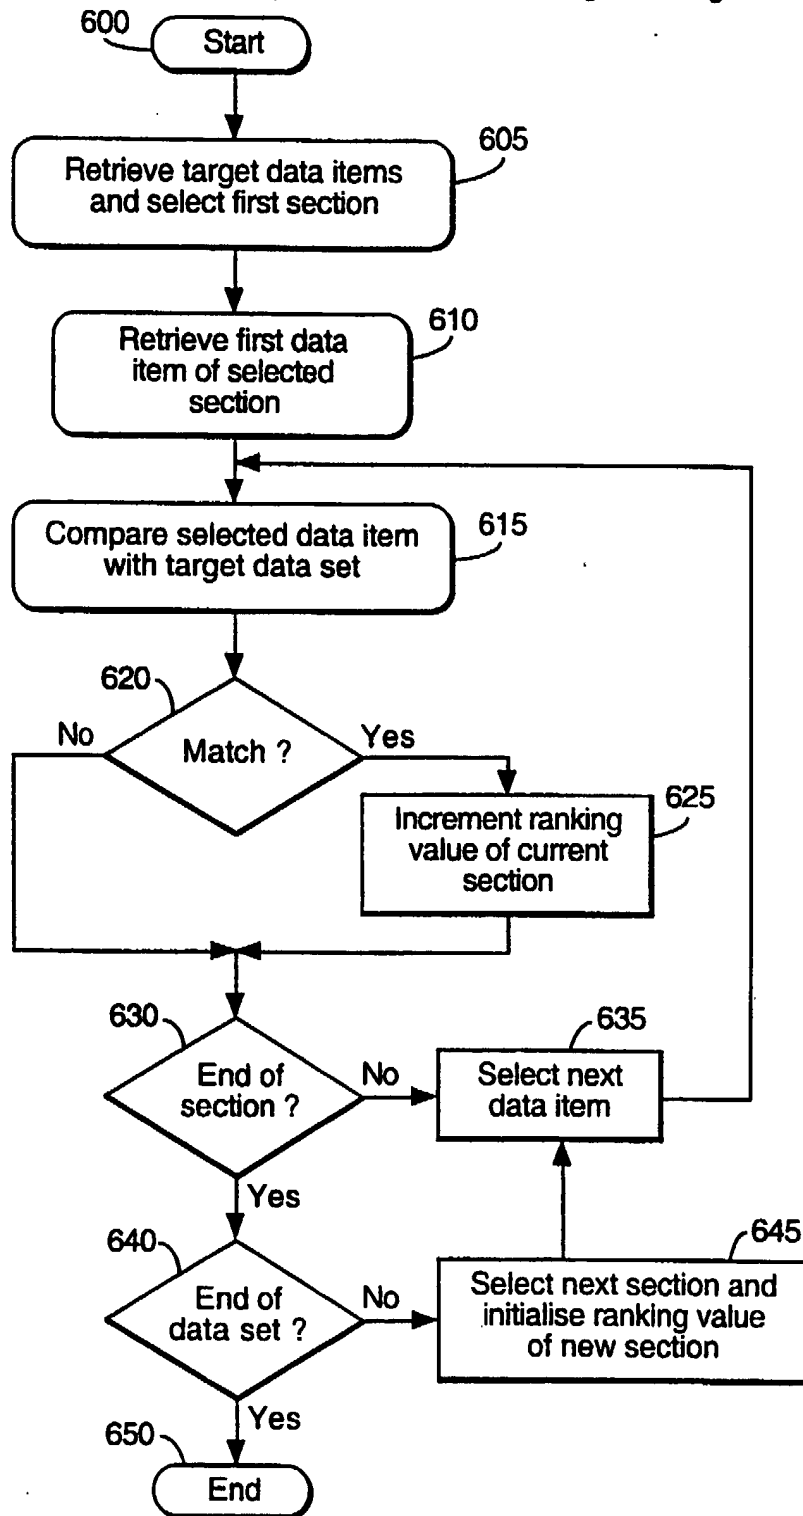 600
Start
605
Retrieve target data items
and select first section
610
Retrieve first data
item of selected
section
Compare selected data item
with target data set
615
620
No
Match ?
Yes
625
Increment ranking
value of current
section
630
End of
section ?
No
635
Select next
data item
Yes
640
End of
data set ?
No
645
Select next section and
initialise ranking value
of new section
Yes
650
End